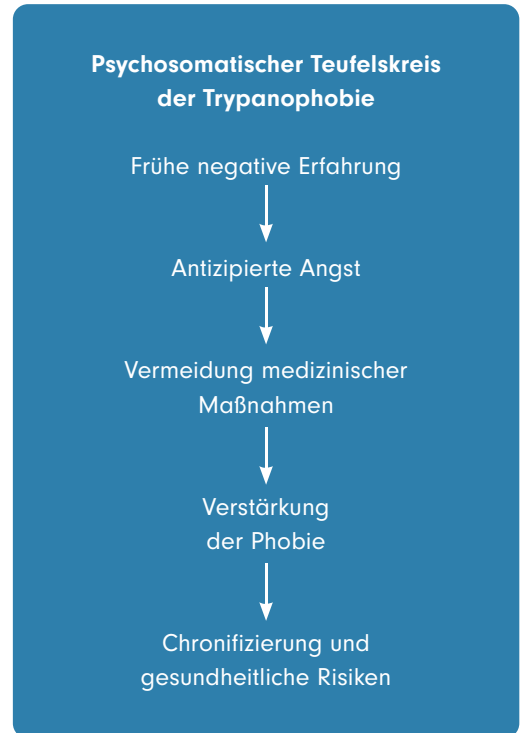 Psychosomatischer Teufelskreis
der Trypanophobie
Frühe negative Erfahrung
Antizipierte Angst
Vermeidung medizinischer
Maßnahmen
Verstärkung
der Phobie
Chronifizierung und
gesundheitliche Risiken